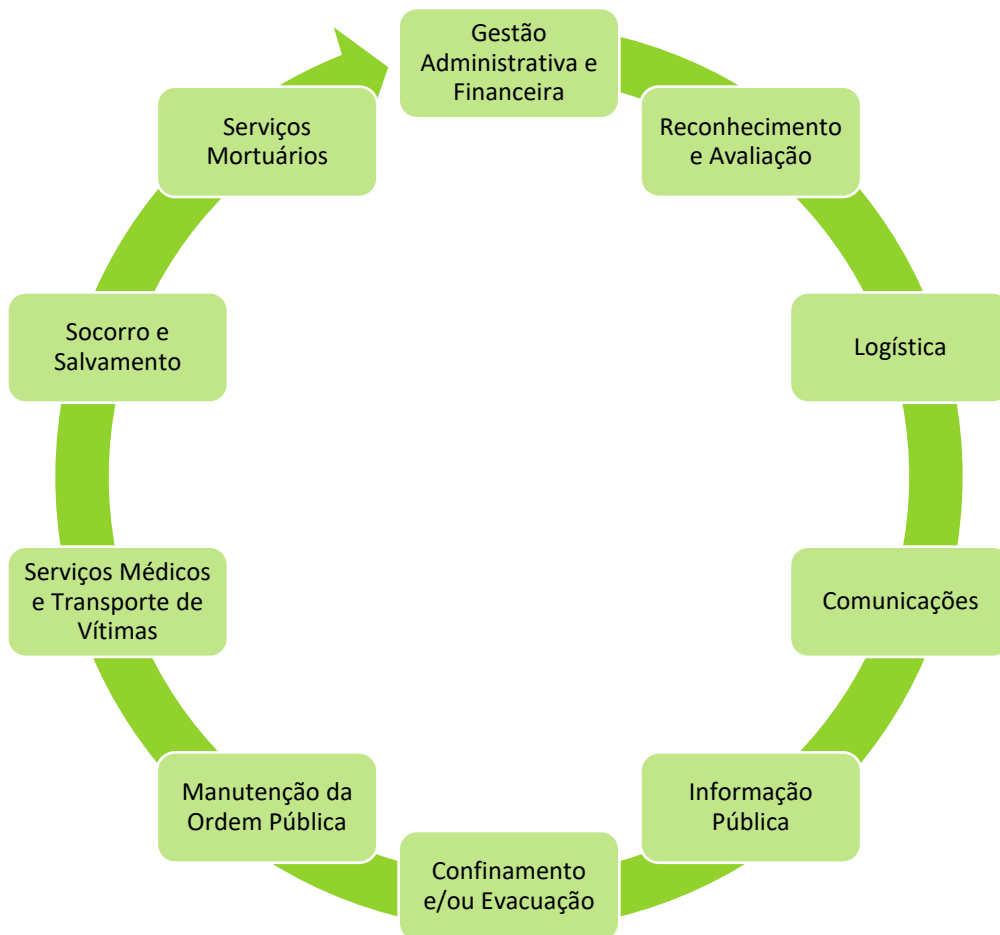 Gestão
Administrativa e
Financeira
Reconhecimento
e Avaliação
Logística
Comunicações
Informação
Pública
Confinamento
e/ou Evacuação
Manutenção da
Ordem Pública
Serviços Médicos
e Transporte de
Vítimas
Socorro e
Salvamento
Serviços
Mortuários